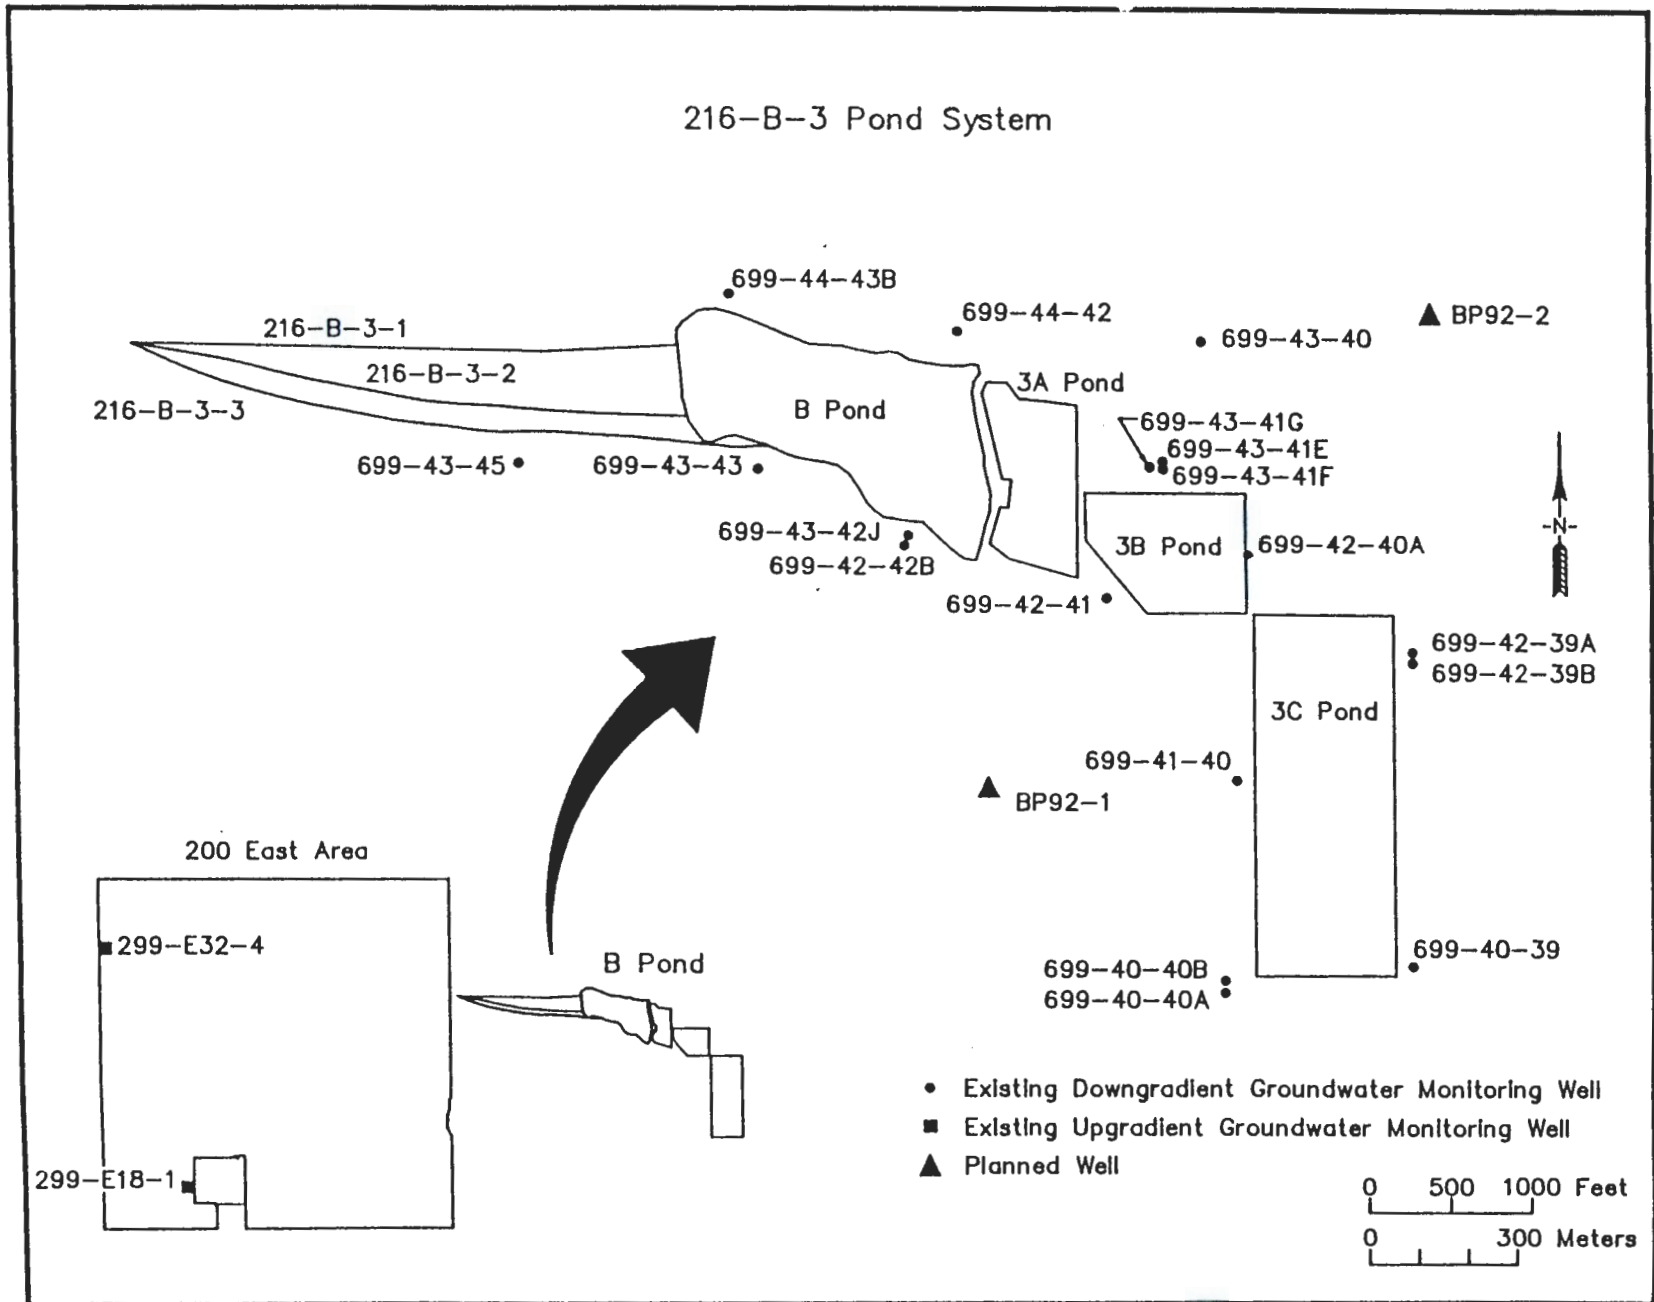 216-B-3 Pond System
699-44-43B
699-44-42
BP92-2
216-B-3-1
699-43-40
216-B-3-2
3A Pond
216-B-3-3
B Pond
699-43-41G
699-43-41E
699-43-45
699-43-43
699-43-41F
699-43-42J
-N-
3B Pond
699-42-40A
699-42-42B
699-42-41
699-42-39A
699-42-39B
3C Pond
699-41-40
BP92-1
200 East Area
299-E32-4
B Pond
699-40-39
699-40-40B
699-40-40A
Existing Downgradient Groundwater Monitoring Well
Existing Upgradient Groundwater Monitoring Well
Planned Well
299-E18-1
0 500 1000 Feet
0 300 Meters